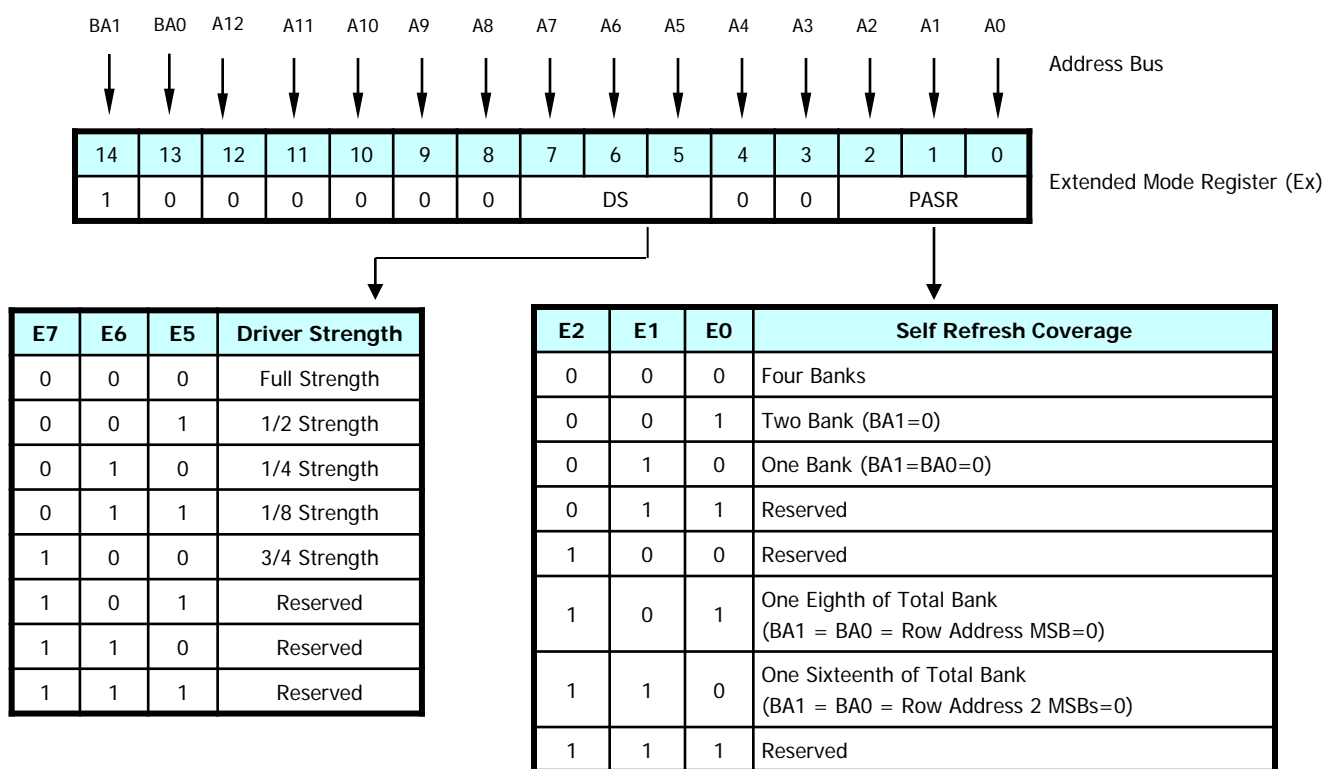 BA1 BA0 A12 A11 A10 A9 A8 A7 A6 A5 A4 A3 A2 A1 A0
Address Bus
14 13 12 11 10 9 8 7 6 5 4 3 2 1 0
Extended Mode Register (Ex)
1 0 0 0 0 0 0 DS 0 0 PASR
E7 E6 E5 Driver Strength
0 0 0 Full Strength
0 0 1 1/2 Strength
0 1 0 1/4 Strength
0 1 1 1/8 Strength
1 0 0 3/4 Strength
1 0 1 Reserved
1 1 0 Reserved
1 1 1 Reserved
E2 E1 E0 Self Refresh Coverage
0 0 0 Four Banks
0 0 1 Two Bank (BA1=0)
0 1 0 One Bank (BA1=BA0=0)
0 1 1 Reserved
1 0 0 Reserved
1 0 1 One Eighth of Total Bank
(BA1 = BA0 = Row Address MSB=0)
1 1 0 One Sixteenth of Total Bank
(BA1 = BA0 = Row Address 2 MSBs=0)
1 1 1 Reserved